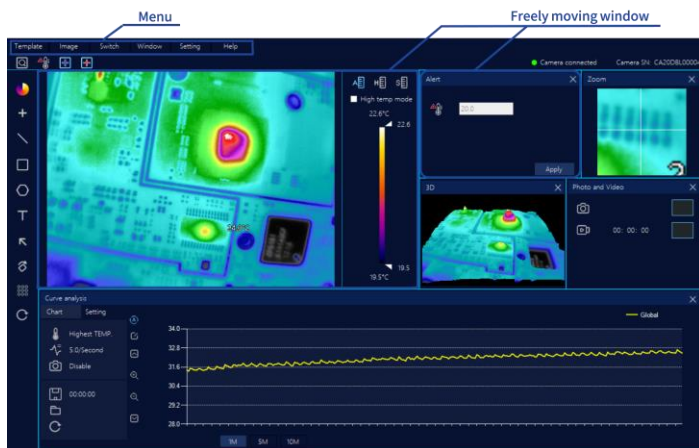 Menu
Freely moving window
Template Image Switch Window Setting Help
Camera connected Camera SN: CA20DBL00004
A H S
High temp mode
22.6°C
22.6
19.5
19.5°C
Alert
20.0
Apply
Zoom
3D
Photo and Video
00: 00: 00
Curve analysis
Chart Setting
Highest TEMP.
5.0/Second
Disable
00:00:00
Global
34.0
32.8
31.6
30.4
29.2
28.0
1M 5M 10M